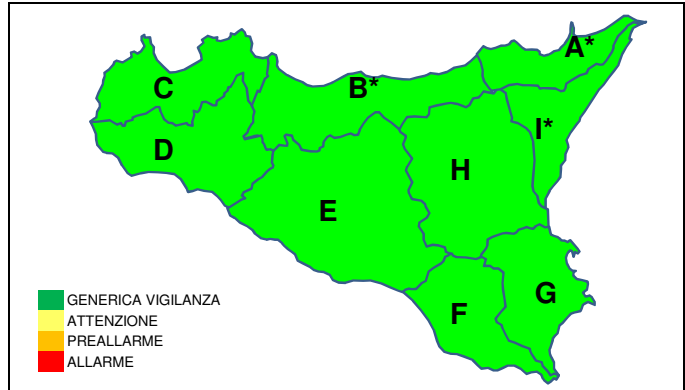 A*
C
B*
I*
D
H
E
G
F
GENERICA VIGILANZA
ATTENZIONE
PREALLARME
ALLARME